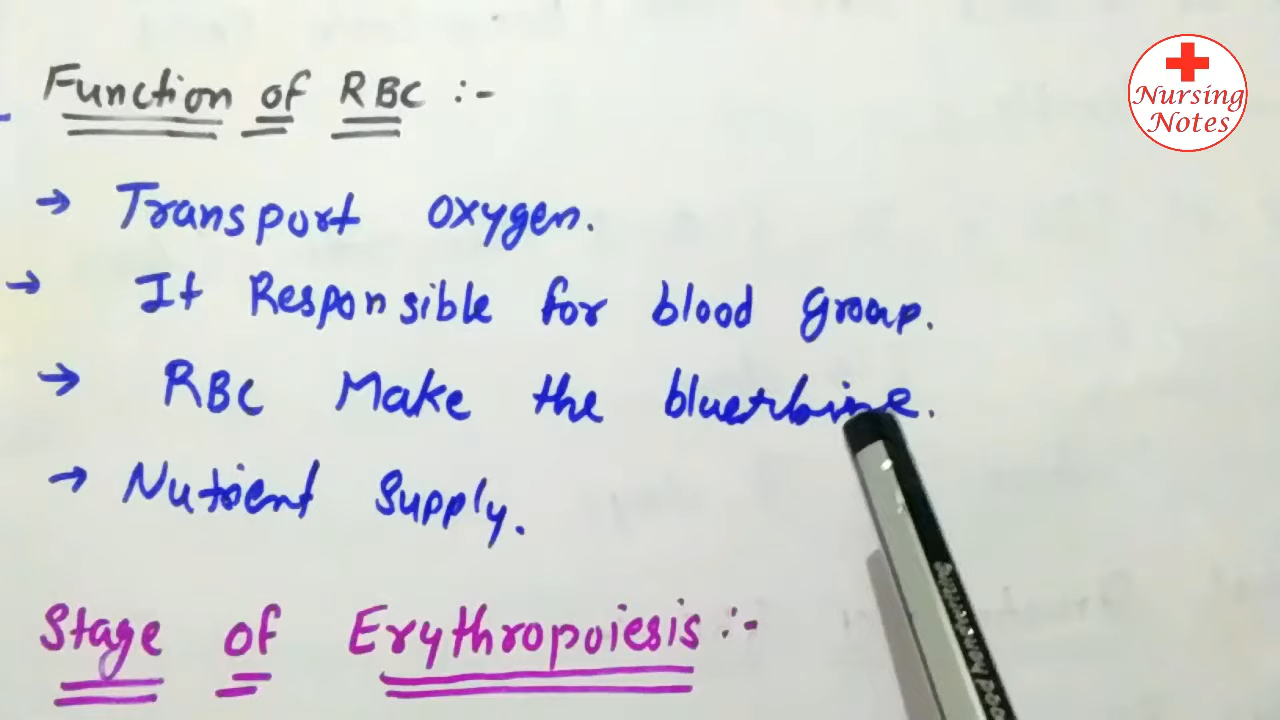 Nursing
Notes
Function of RBC :-
→ Transport oxygen.
→ It Responsible for blood group.
→ RBC Make the
→ Nutrient Supply.
Stage of Erythropoiesis :-